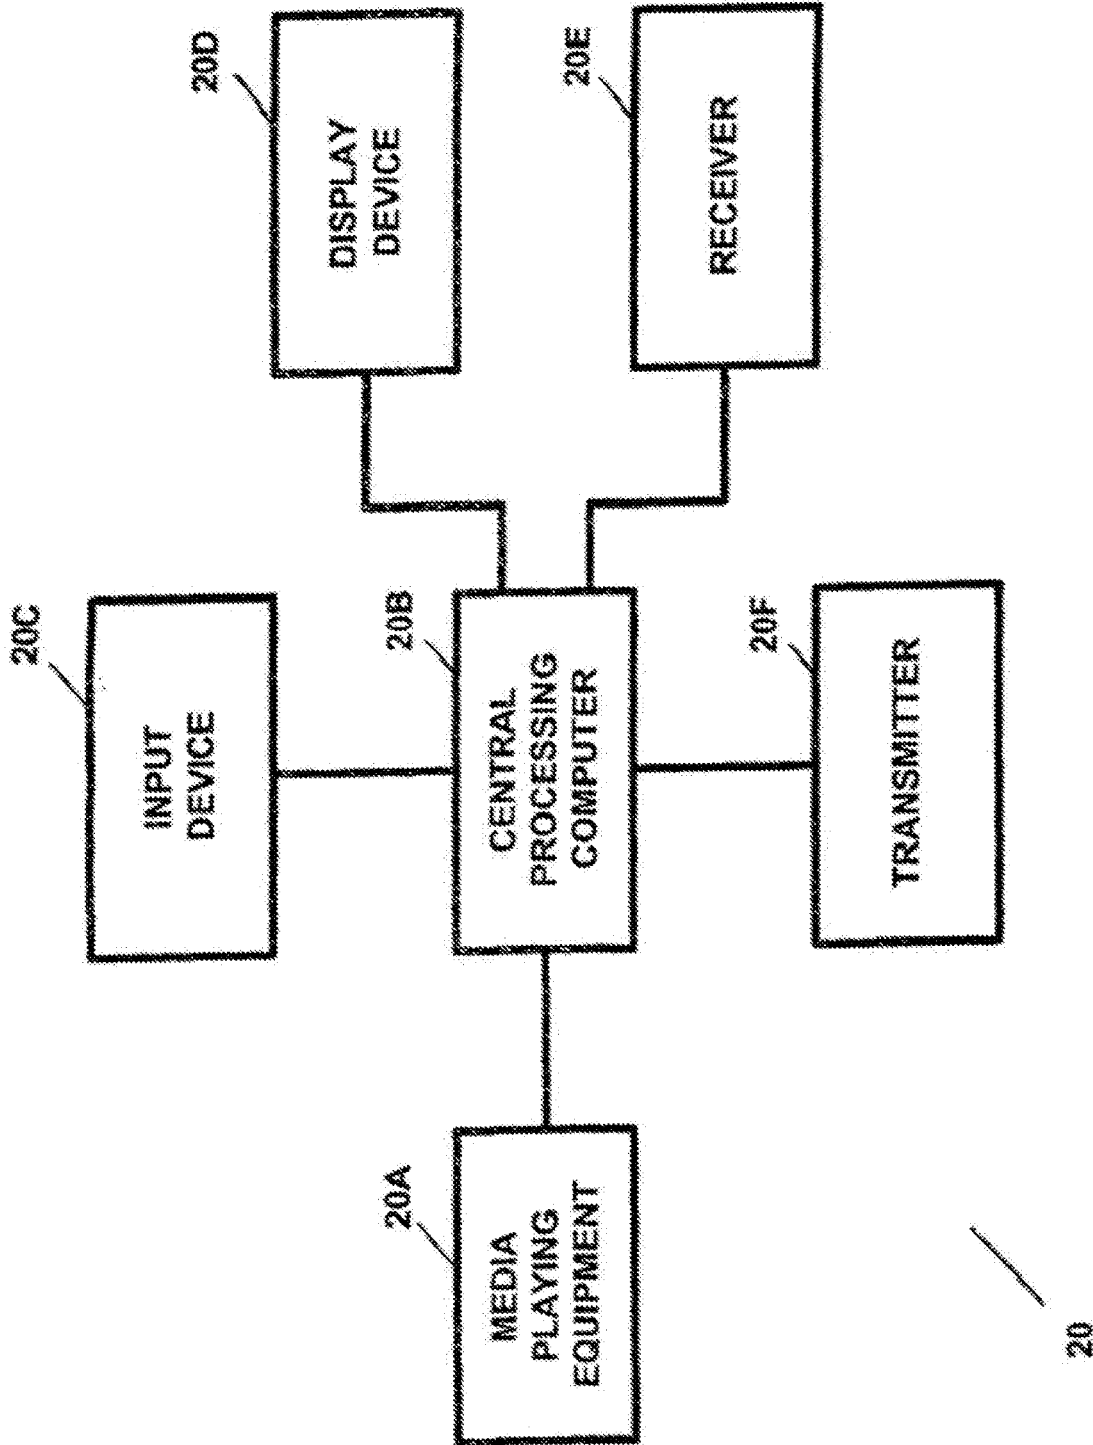 20C
INPUT
DEVICE
20D
DISPLAY
DEVICE
20A
MEDIA
PLAYING
EQUIPMENT
20B
CENTRAL
PROCESSING
COMPUTER
20E
RECEIVER
20F
TRANSMITTER
20